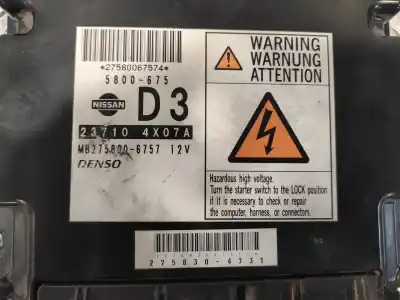 *27580067574*
5800-675
NISSAN D3
23710 4X07A
MB275800-6757 12V
DENSO
WARNING
WARNUNG
ATTENTION
Hazardous high voltage.
Turn the starter switch to the LOCK position
if it is necessary to check or repair
the computer, harness, or connectors.
275830-4731